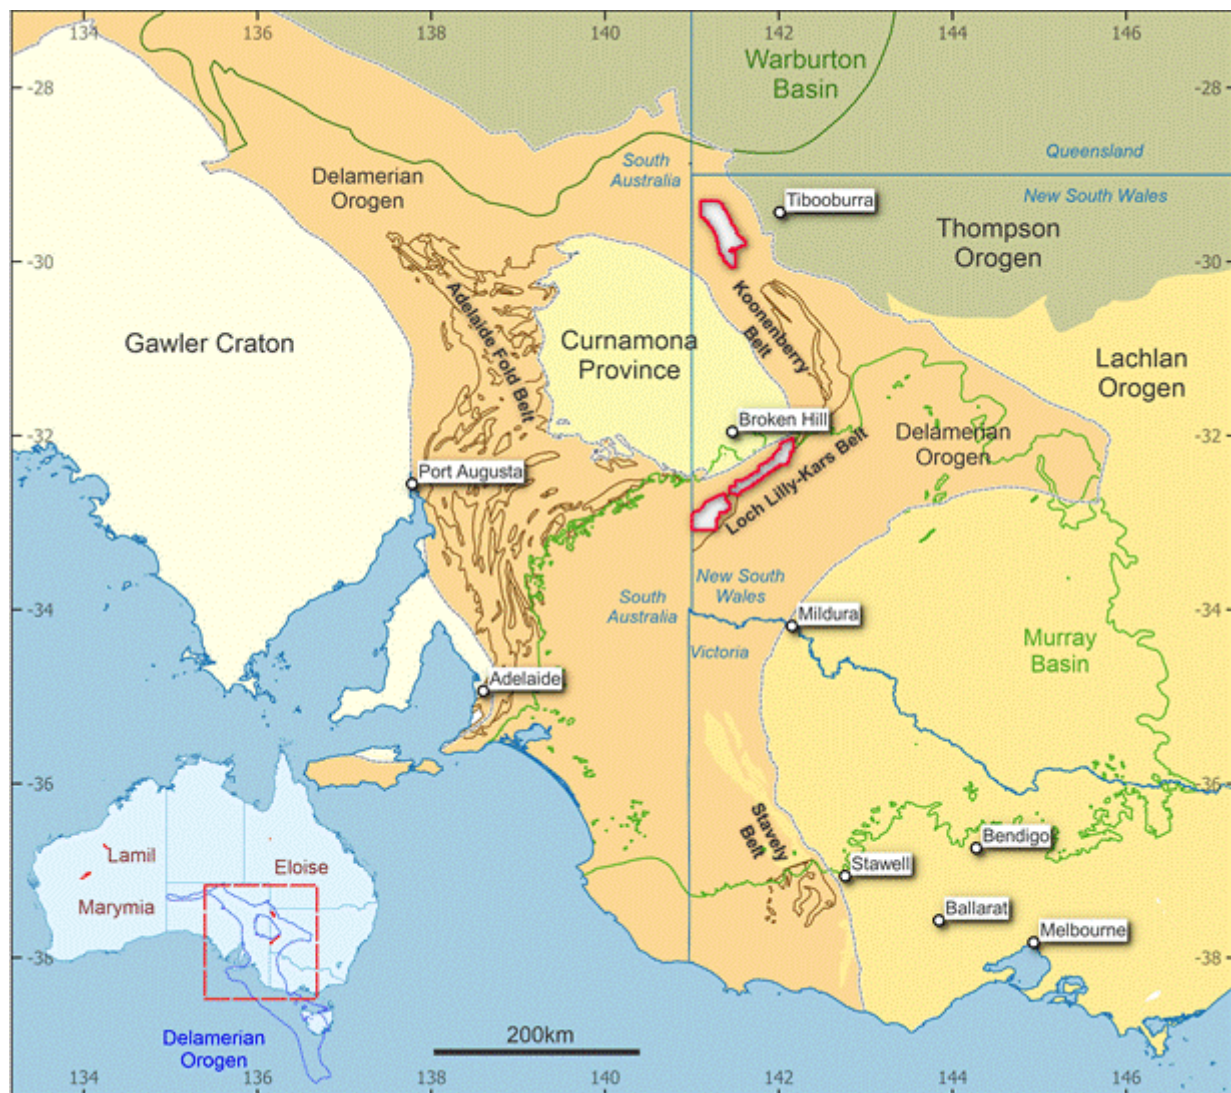 134
136
138
140
142
144
146
-28
-28
Warburton
Basin
South
Australia
Queensland
New South Wales
Delamerian
Orogen
Tibooburra
Thompson
Orogen
-30
-30
Adelaide Fold Belt
Koonenberry
Belt
Gawler Craton
Curnamona
Province
Lachlan
Orogen
Broken Hill
-32
-32
Delamerian
Orogen
Port Augusta
Loch Lilly-Kars Belt
New South
Wales
South
Australia
-34
-34
Mildura
Victoria
Murray
Basin
Adelaide
-36
-36
Stavely
Belt
Bendigo
Stawell
Ballarat
Melbourne
Lamil
Eloise
Marymia
-38
-38
Delamerian
Orogen
200km
134
136
138
140
142
144
146